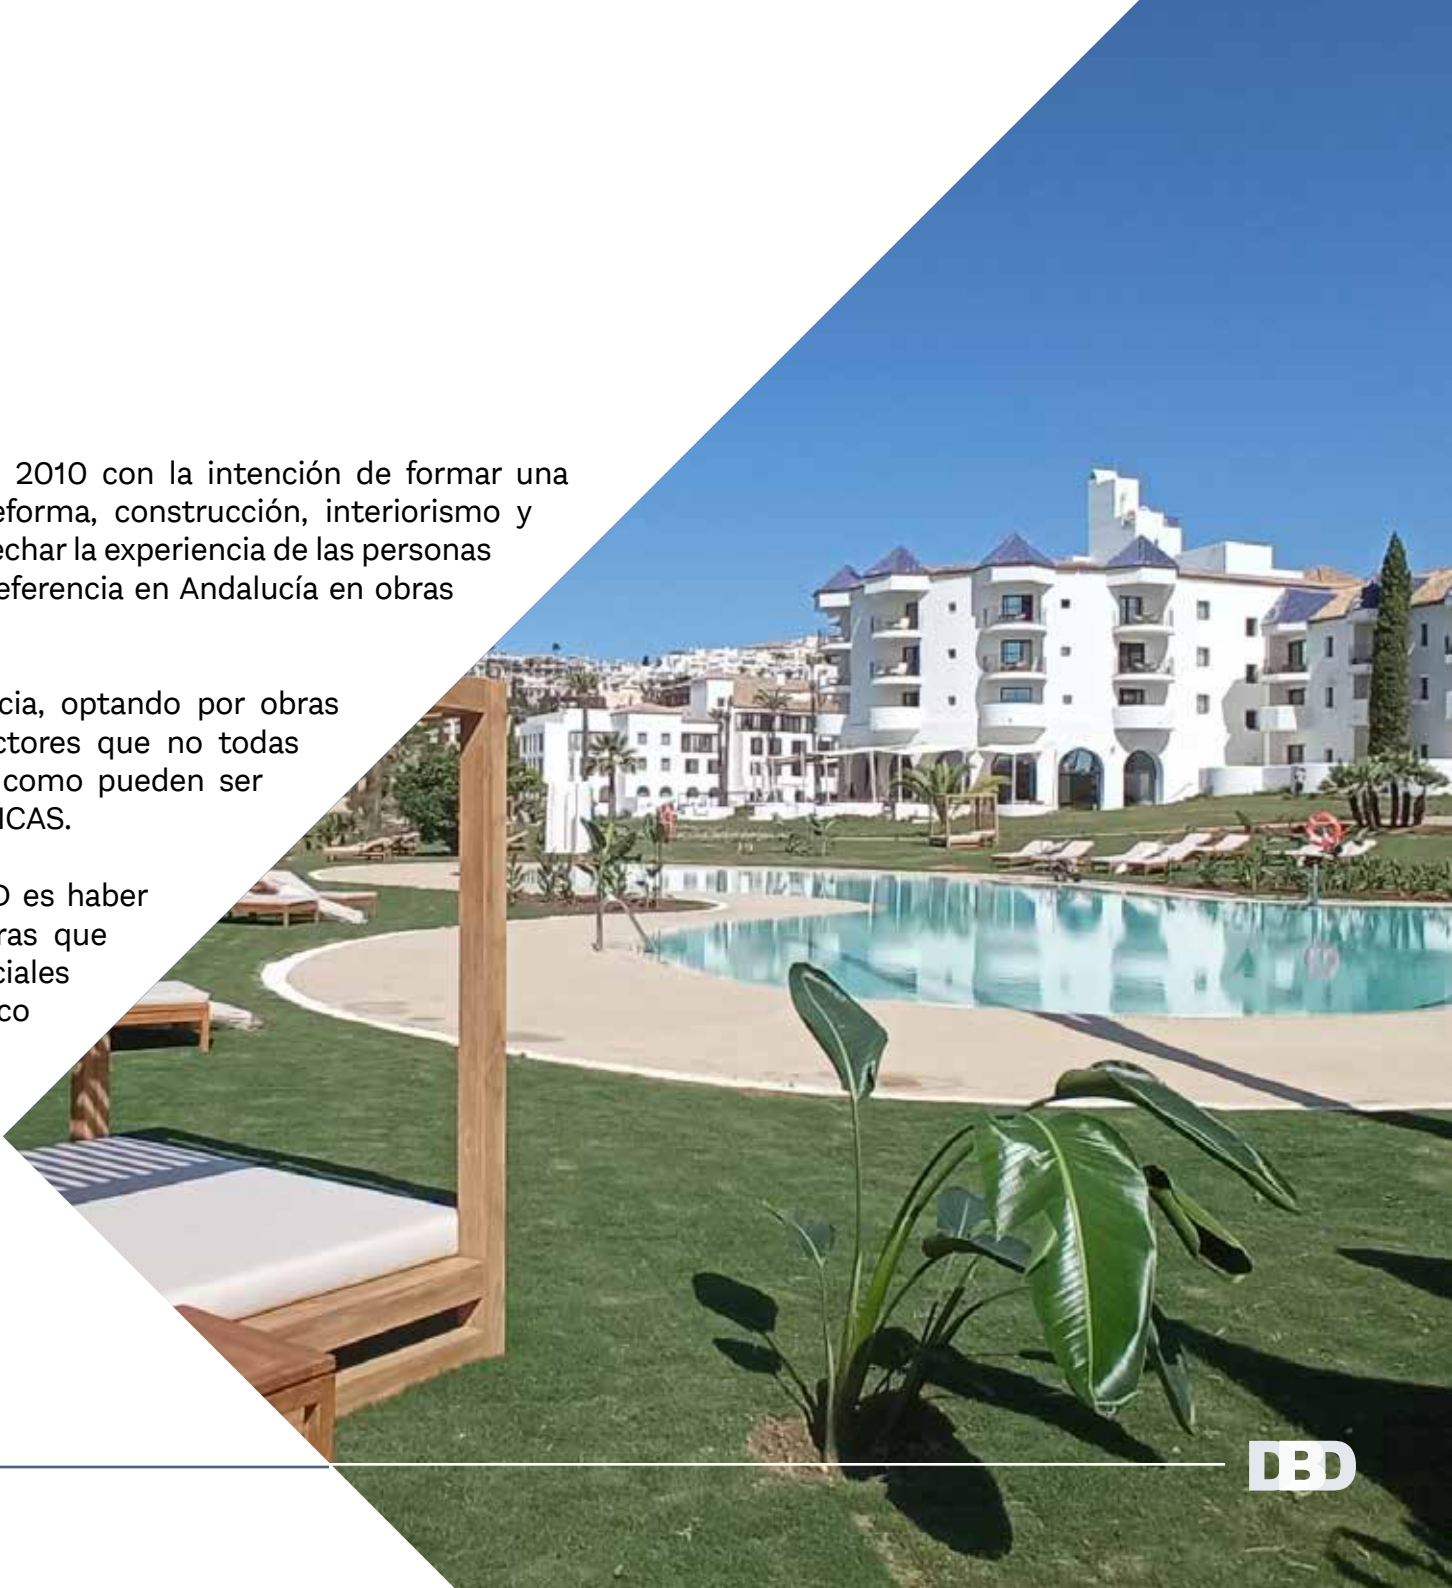 2010 con la intención de formar una
eforma, construcción, interiorismo y
echar la experiencia de las personas
eferencia en Andalucía en obras
cia, optando por obras
ctores que no todas
como pueden ser
ICAS.
D es haber
ras que
ciales
co
DBD